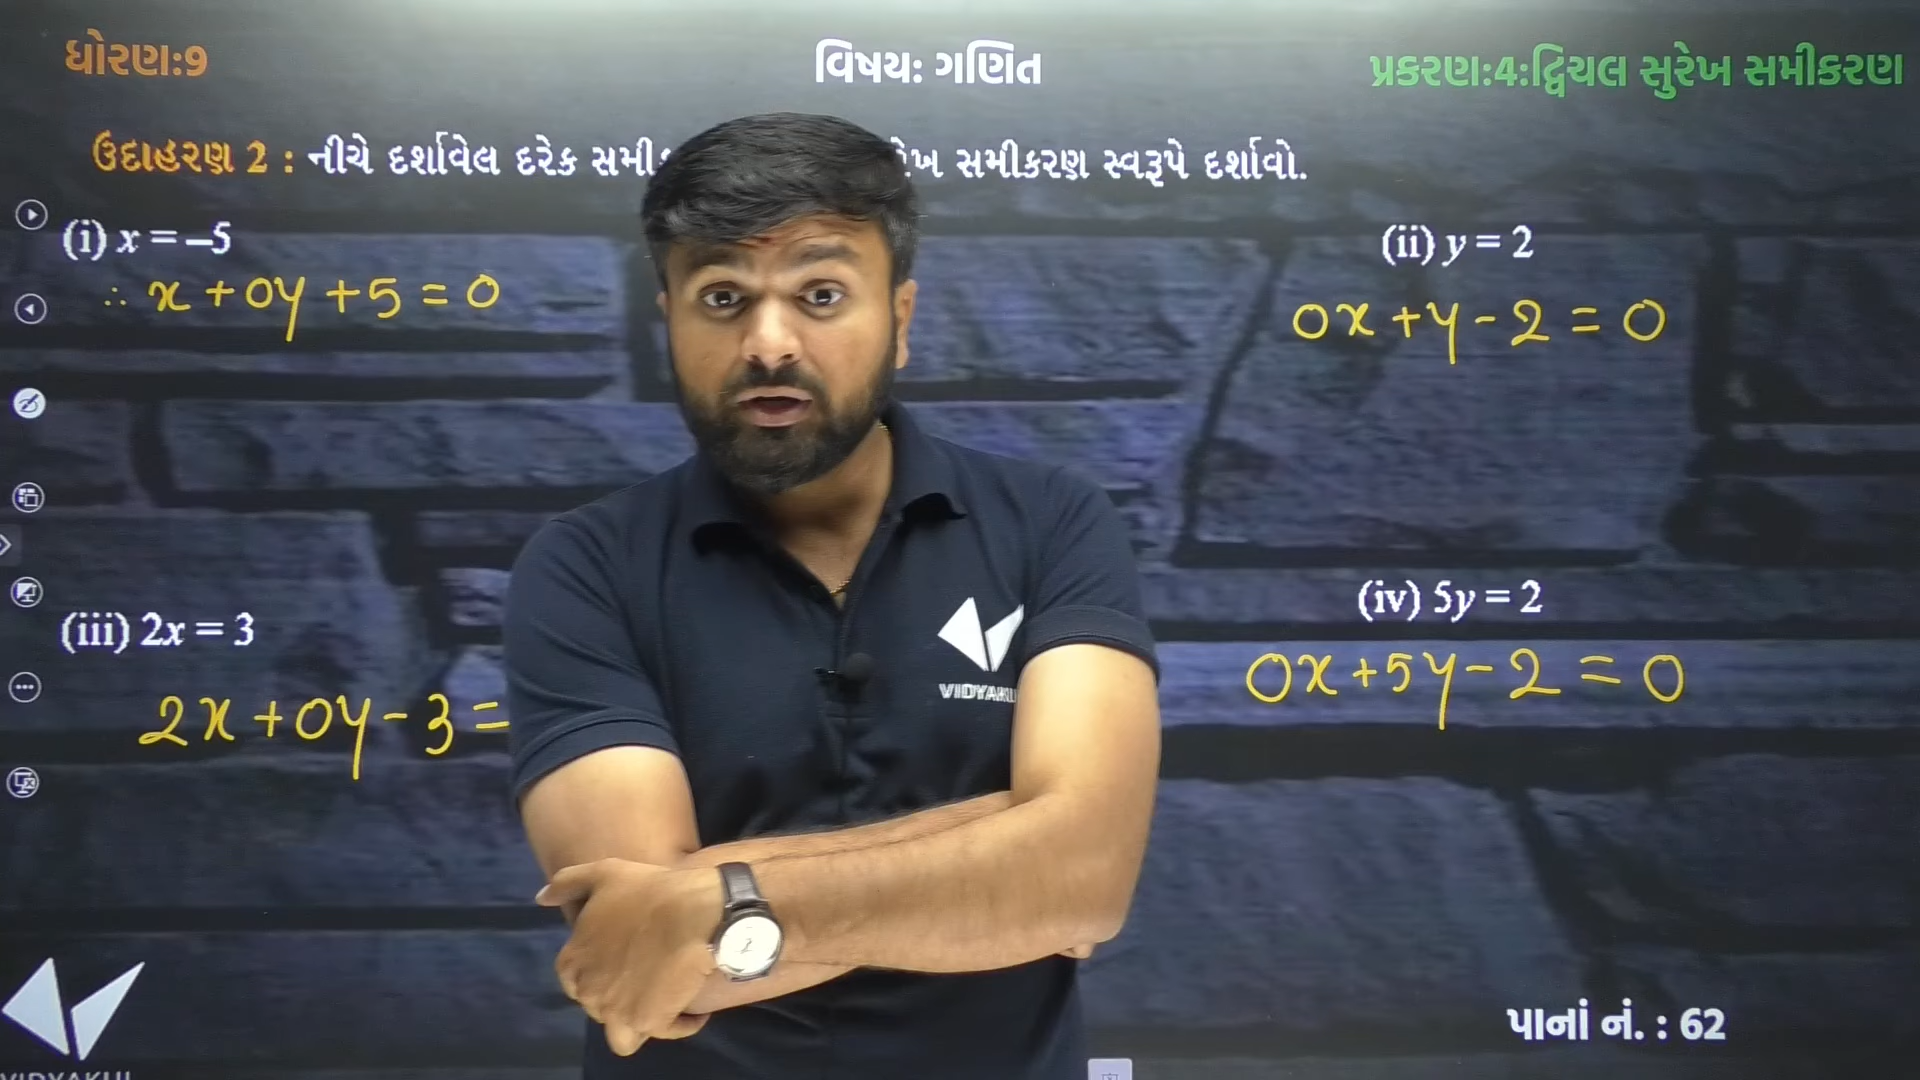 ધોરણ:9
વિષય: ગણિત
પ્રકરણ:4:દ્વિચલ સુરેખ સમીકરણ
ઉદાહરણ 2 : નીચે દર્શાવેલ દરેક સમીકરણ સ્વરૂપે દર્શાવો.
(i) x = –5
(ii) y = 2
∴ x + 0y + 5 = 0
0x + y - 2 = 0
(iii) 2x = 3
(iv) 5y = 2
2x + 0y - 3 =
0x + 5y - 2 = 0
VIDYAKUL
પાનાં નં. : 62
VIDYAKUL